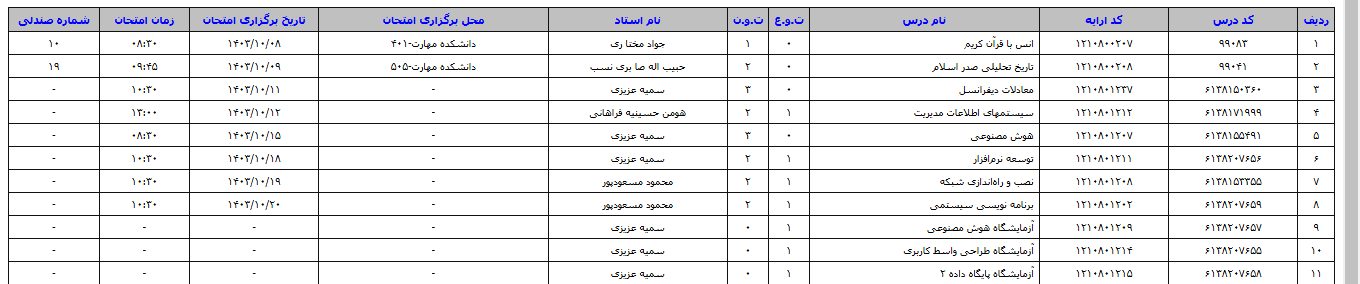 ردیف کد درس کد ارایه نام درس ت.و.ع ت.و.ن نام استاد محل برگزاری امتحان تاریخ برگزاری امتحان زمان امتحان شماره صندلی
۱ ۹۹۰۸۳ ۱۲۱۰۸۰۰۲۰۷ انس با قرآن کریم ۰ ۱ جواد مختا ری دانشکده مهارت-۴۰۱ ۱۴۰۳/۱۰/۰۸ ۰۸:۳۰ ۱۰
۲ ۹۹۰۴۱ ۱۲۱۰۸۰۰۲۰۸ تاریخ تحلیلی صدر اسلام ۰ ۲ حبیب اله صا بری نسب دانشکده مهارت-۵۰۵ ۱۴۰۳/۱۰/۰۹ ۰۹:۴۵ ۱۹
۳ ۶۱۳۸۱۵۰۳۶۰ ۱۲۱۰۸۰۱۲۳۷ معادلات دیفرانسل ۰ ۳ سمیه عزیزی - ۱۴۰۳/۱۰/۱۱ ۱۰:۳۰ -
۴ ۶۱۳۸۱۷۱۹۹۹ ۱۲۱۰۸۰۱۲۱۲ سیستمهای اطلاعات مدیریت ۱ ۲ هومن حسینیه فراهانی - ۱۴۰۳/۱۰/۱۲ ۱۳:۰۰ -
۵ ۶۱۳۸۱۵۵۴۹۱ ۱۲۱۰۸۰۱۲۰۷ هوش مصنوعی ۰ ۳ سمیه عزیزی - ۱۴۰۳/۱۰/۱۵ ۰۸:۳۰ -
۶ ۶۱۳۸۲۰۷۶۵۶ ۱۲۱۰۸۰۱۲۱۱ توسعه نرم‌افزار ۱ ۲ سمیه عزیزی - ۱۴۰۳/۱۰/۱۸ ۱۰:۳۰ -
۷ ۶۱۳۸۱۵۳۳۵۵ ۱۲۱۰۸۰۱۲۰۸ نصب و راه‌اندازی شبکه ۱ ۲ محمود مسعودپور - ۱۴۰۳/۱۰/۱۹ ۱۰:۳۰ -
۸ ۶۱۳۸۲۰۷۶۵۹ ۱۲۱۰۸۰۱۲۰۲ برنامه نویسی سیستمی ۱ ۲ محمود مسعودپور - ۱۴۰۳/۱۰/۲۰ ۱۰:۳۰ -
۹ ۶۱۳۸۲۰۷۶۵۷ ۱۲۱۰۸۰۱۲۰۹ آزمایشگاه هوش مصنوعی ۱ ۰ سمیه عزیزی - - - -
۱۰ ۶۱۳۸۲۰۷۶۵۵ ۱۲۱۰۸۰۱۲۱۴ آزمایشگاه طراحی واسط کاربری ۱ ۰ سمیه عزیزی - - - -
۱۱ ۶۱۳۸۲۰۷۶۵۸ ۱۲۱۰۸۰۱۲۱۵ آزمایشگاه پایگاه داده ۲ ۱ ۰ سمیه عزیزی - - - -